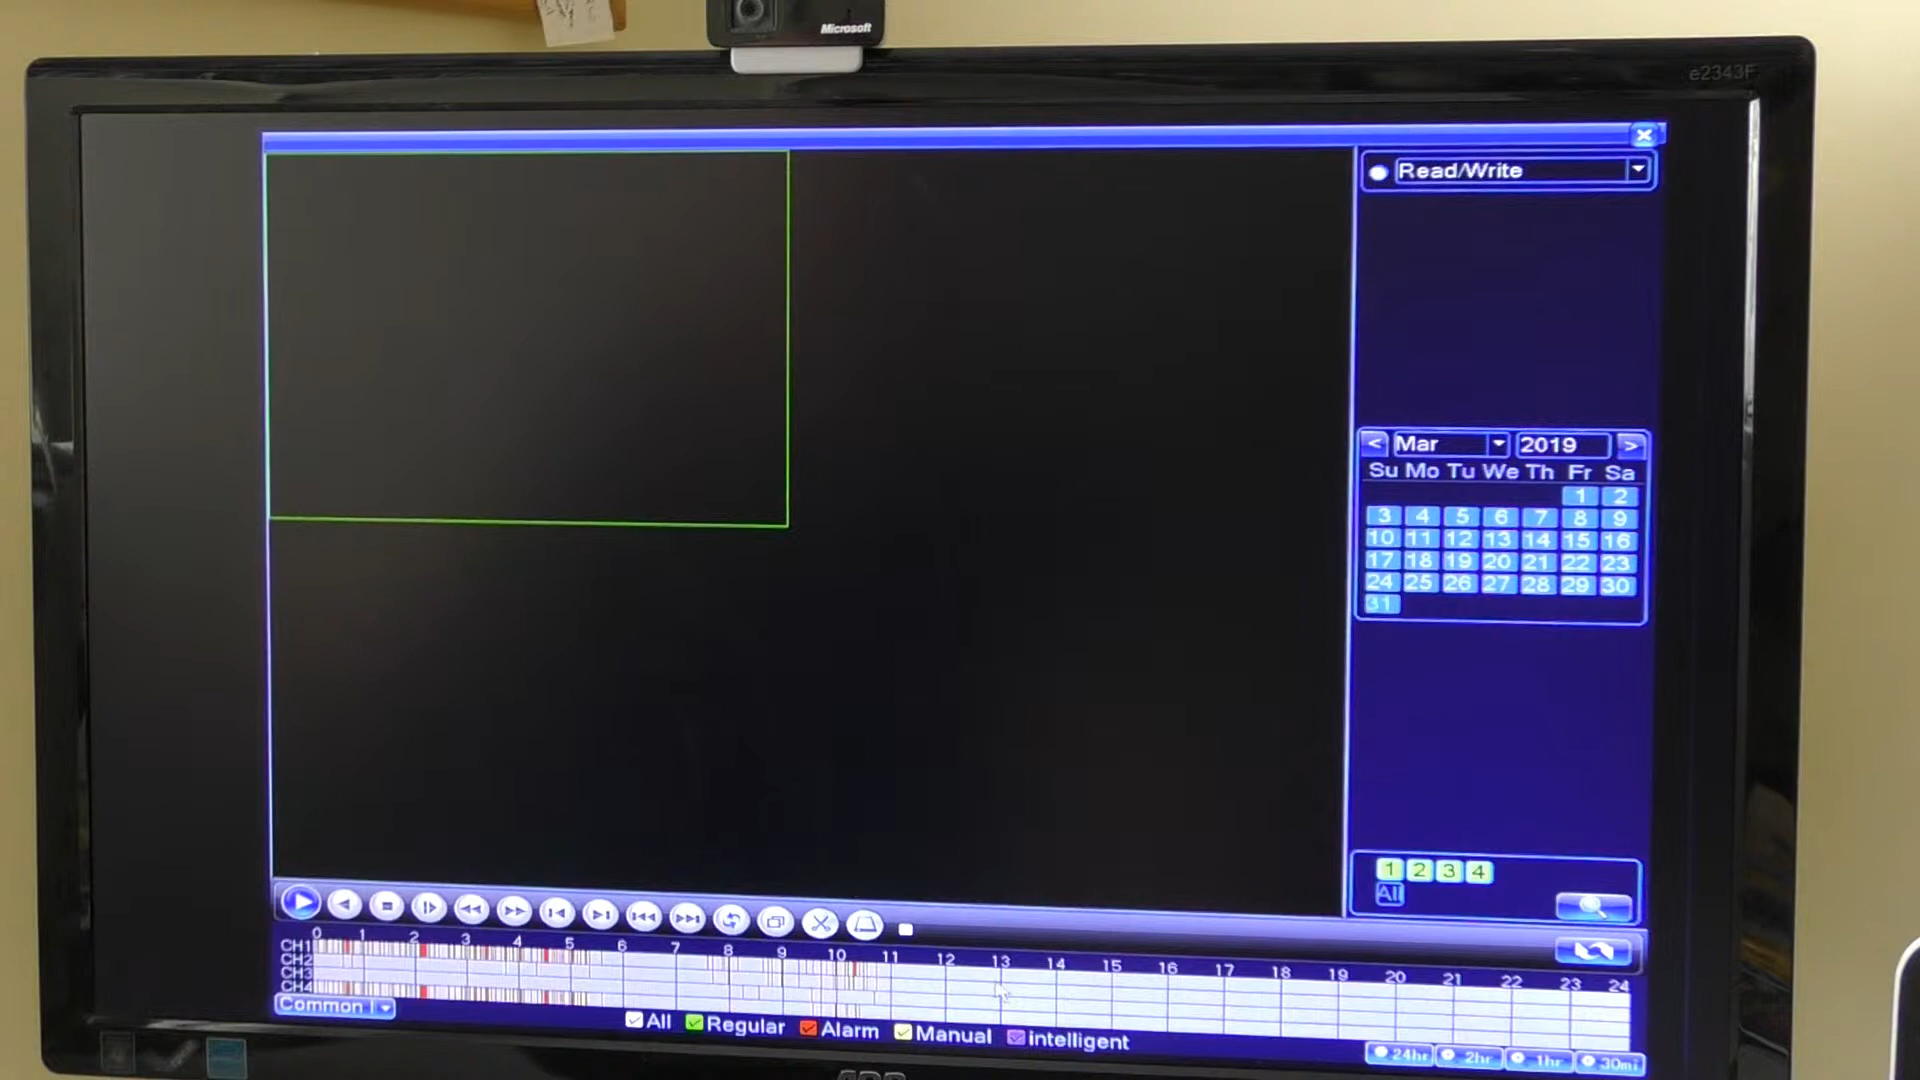 Microsoft
e2343F
Read/Write
< Mar 2019 >
Su Mo Tu We Th Fr Sa
1 2
3 4 5 6 7 8 9
10 11 12 13 14 15 16
17 18 19 20 21 22 23
24 25 26 27 28 29 30
31
1 2 3 4
All
0 1 2 3 4 5 6 7 8 9 10 11 12 13 14 15 16 17 18 19 20 21 22 23 24
CH1
CH2
CH3
CH4
Common
All Regular Alarm Manual intelligent
24hr 2hr 1hr 30mi